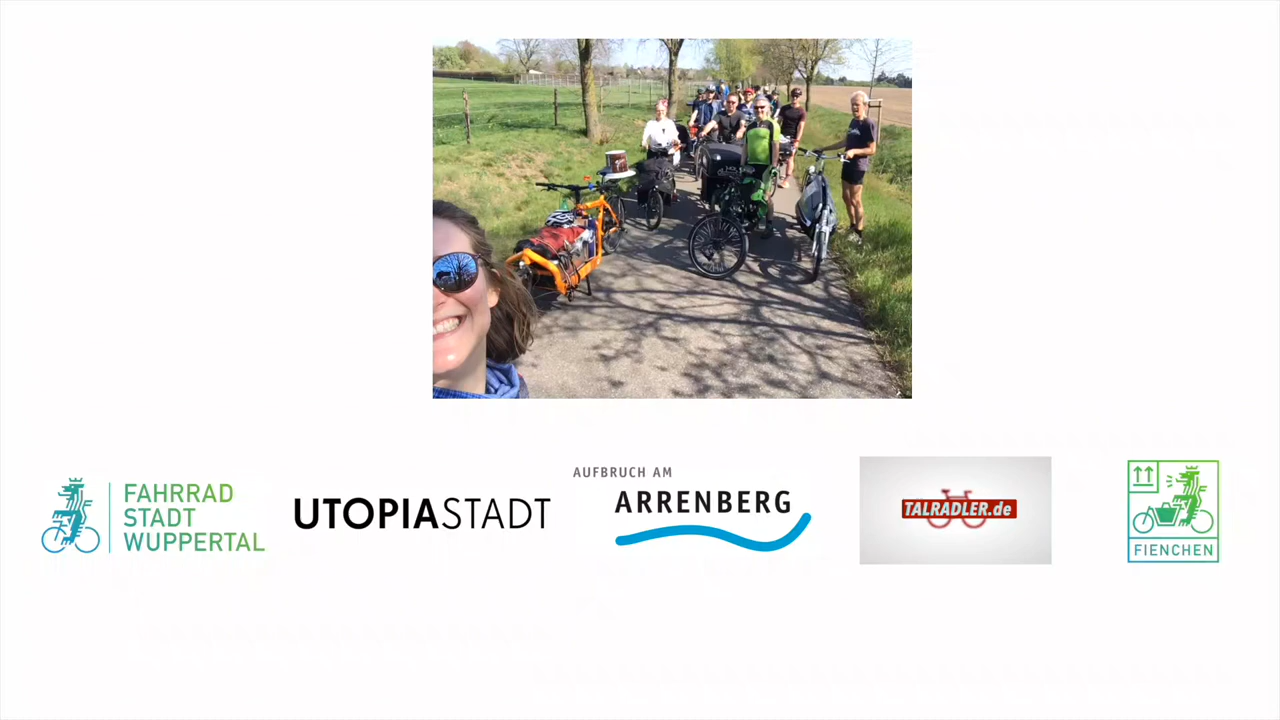 FAHRRAD
STADT
WUPPERTAL
UTOPIASTADT
AUFBRUCH AM
ARRENBERG
TALRADLER.de
FIENCHEN